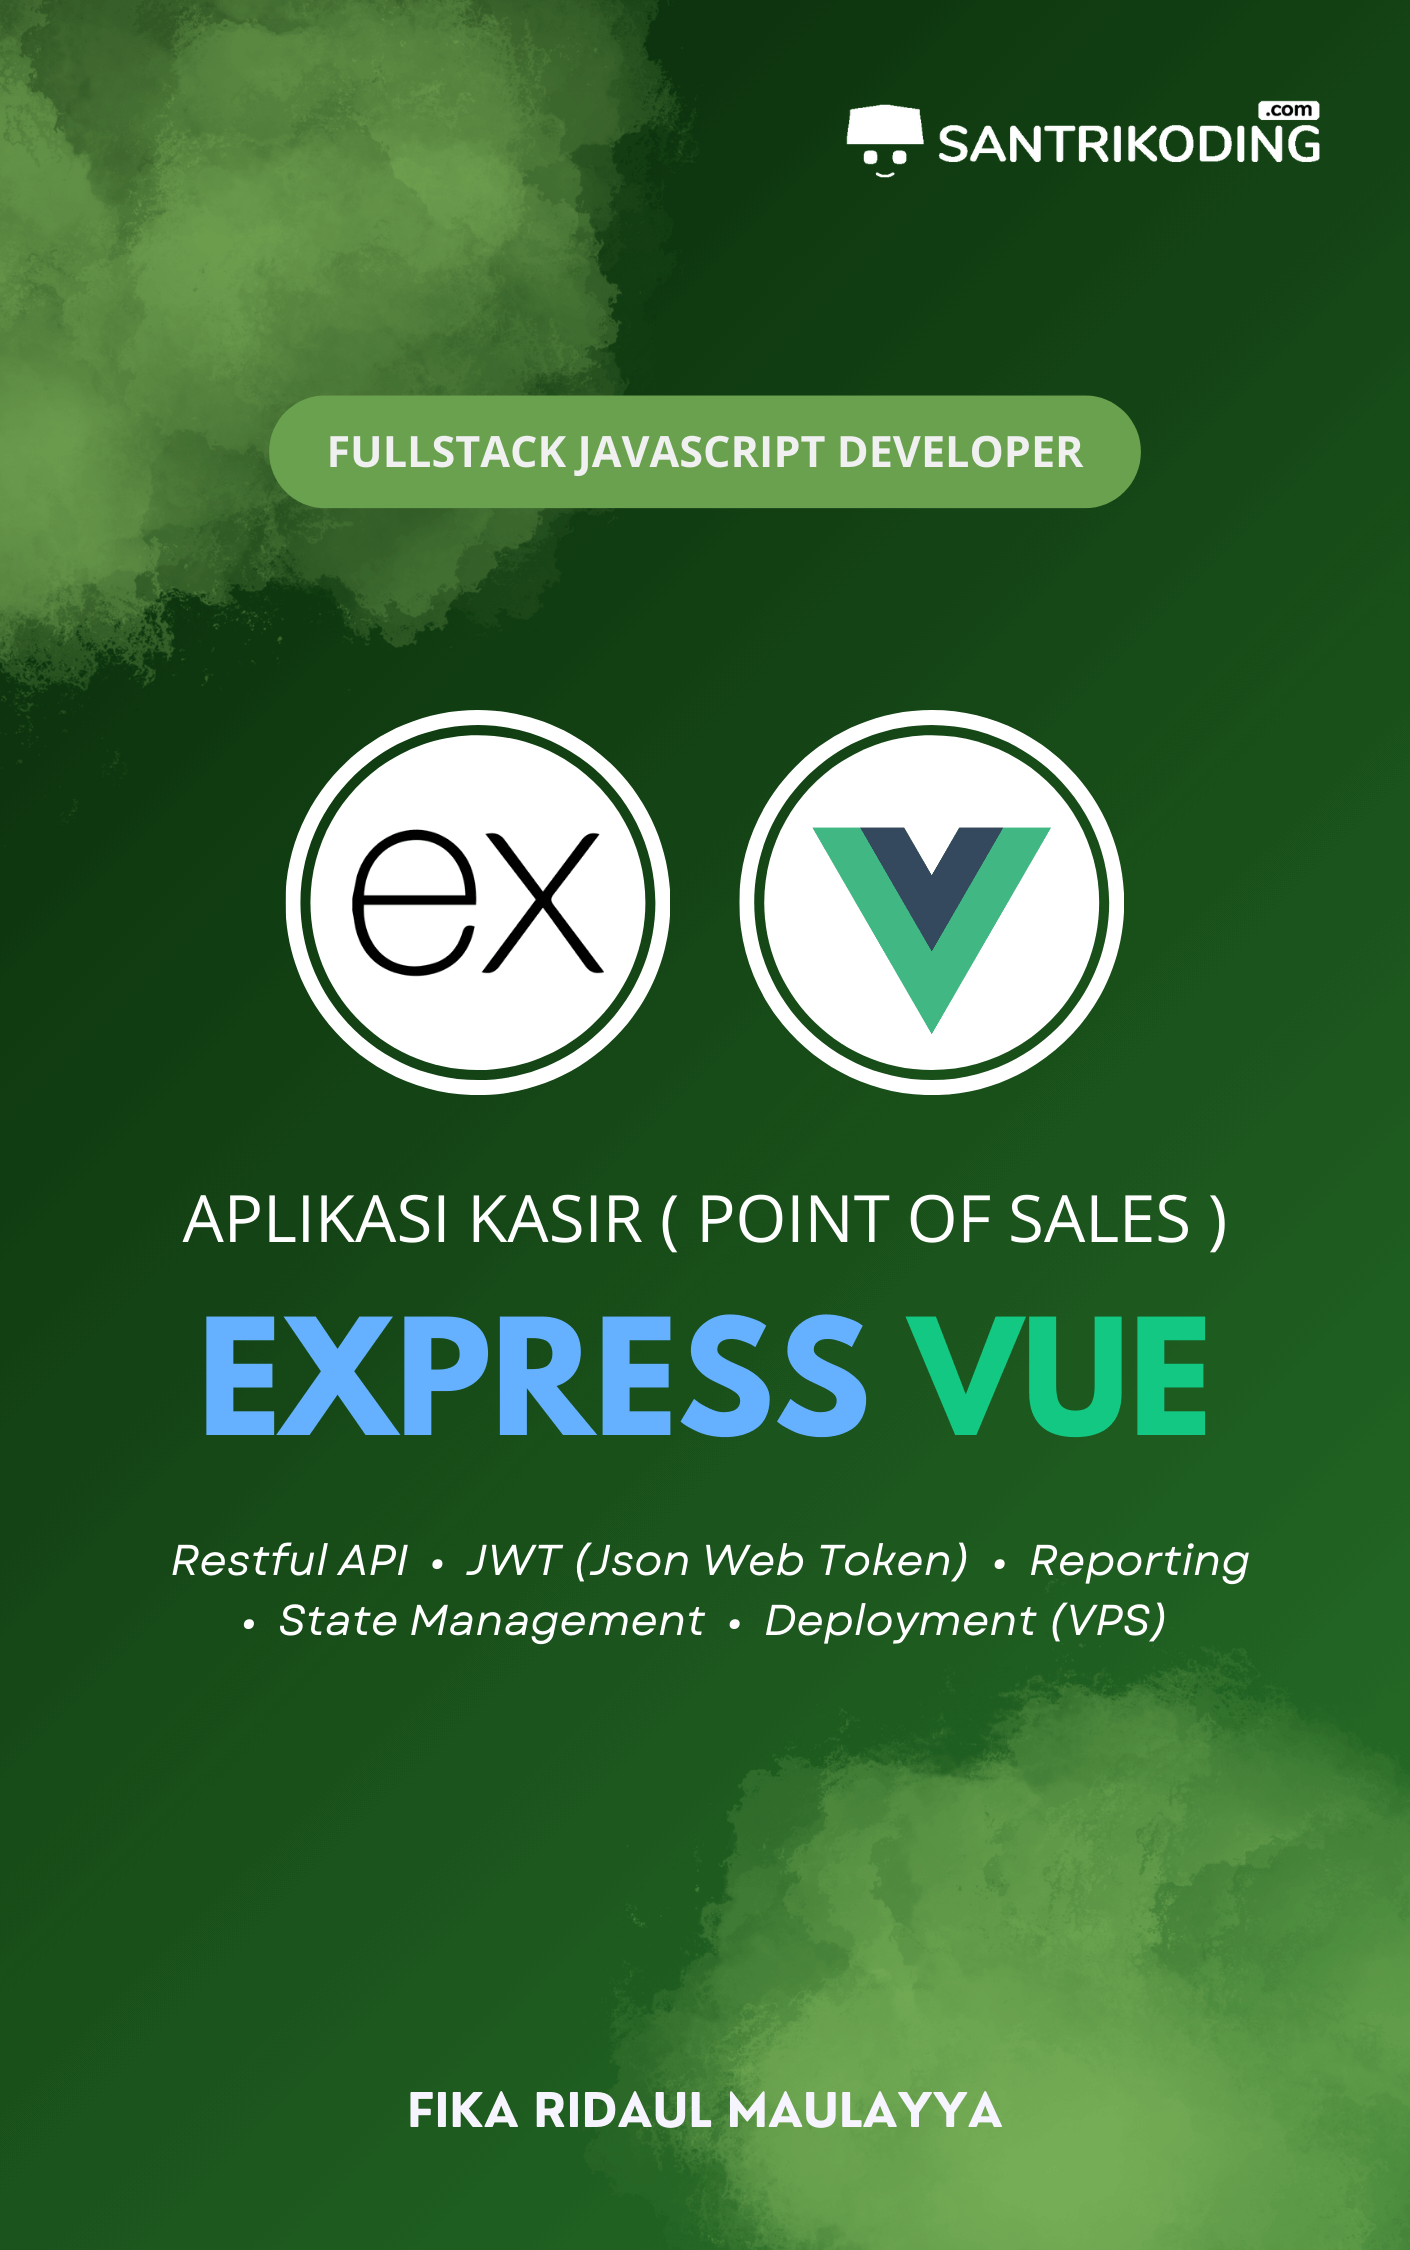 .com
SANTRIKODING
FULLSTACK JAVASCRIPT DEVELOPER
ex
APLIKASI KASIR ( POINT OF SALES )
EXPRESS VUE
Restful API • JWT (Json Web Token) • Reporting
• State Management • Deployment (VPS)
FIKA RIDAUL MAULAYYA